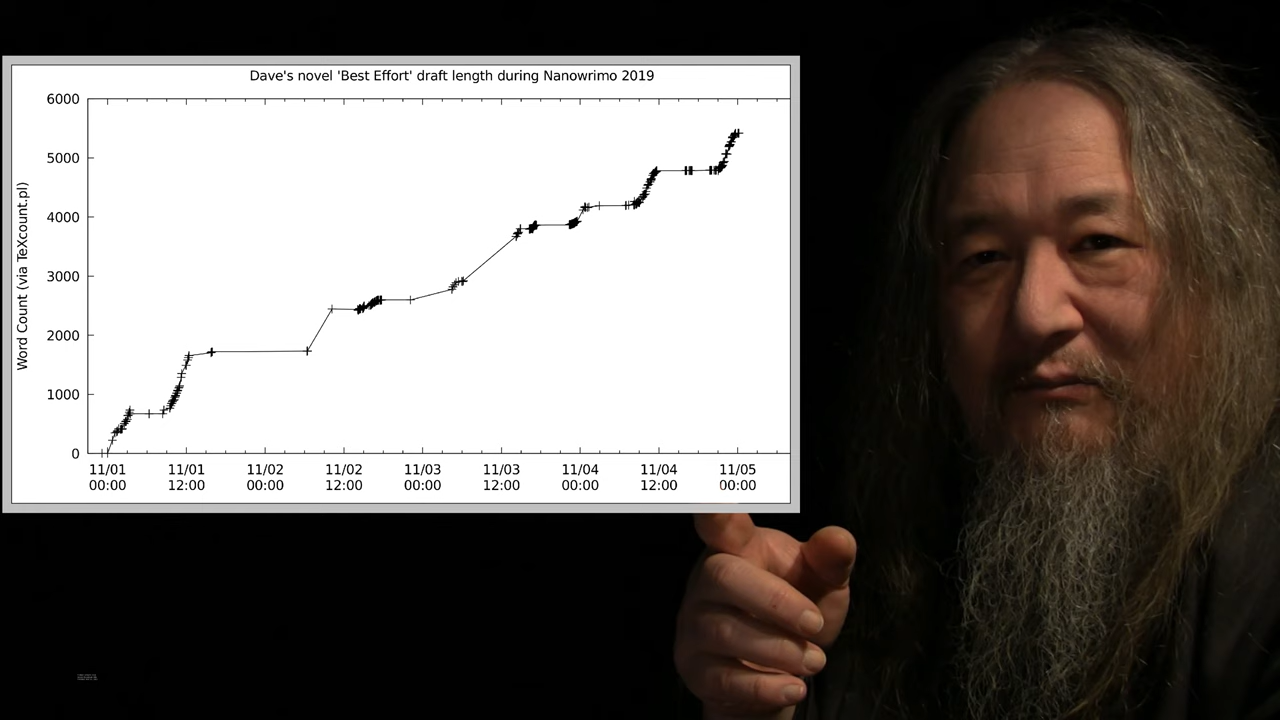 Dave's novel 'Best Effort' draft length during Nanowrimo 2019
6000
5000
4000
3000
2000
1000
0
Word Count (via TeXcount.pl)
11/01 11/01 11/02 11/02 11/03 11/03 11/04 11/04 11/05
00:00 12:00 00:00 12:00 00:00 12:00 00:00 12:00 00:00